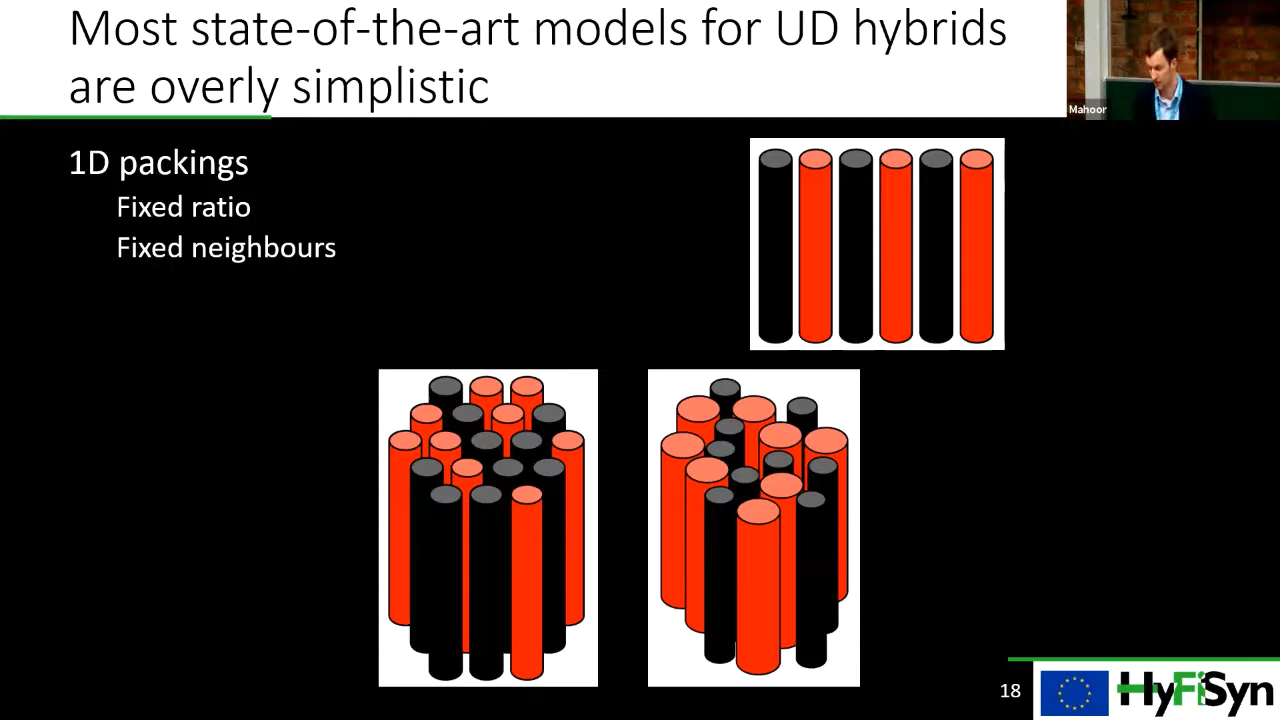 Most state-of-the-art models for UD hybrids
are overly simplistic
Mahoor
1D packings
Fixed ratio
Fixed neighbours
18
HyFiSyn